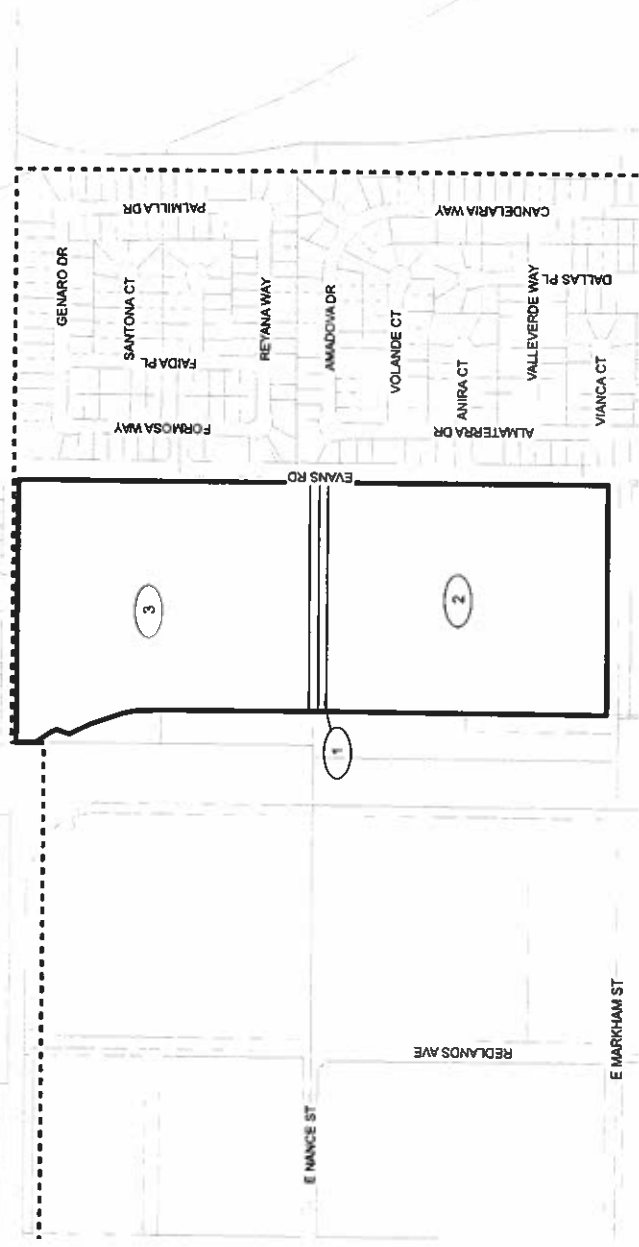 PALMILLA DR
GENARO DR
SANTONA CT
FAIDA PL
REYANA WAY
FORMOSA WAY
CANDELARIA WAY
AMADOVA DR
VOLANDE CT
DALLAS PL
VALLEVERDE WAY
ANIRA CT
ALMATERRA DR
VIANCA CT
EVANS RD
3
2
1
REDLANDS AVE
E NANCE ST
E MARKHAM ST